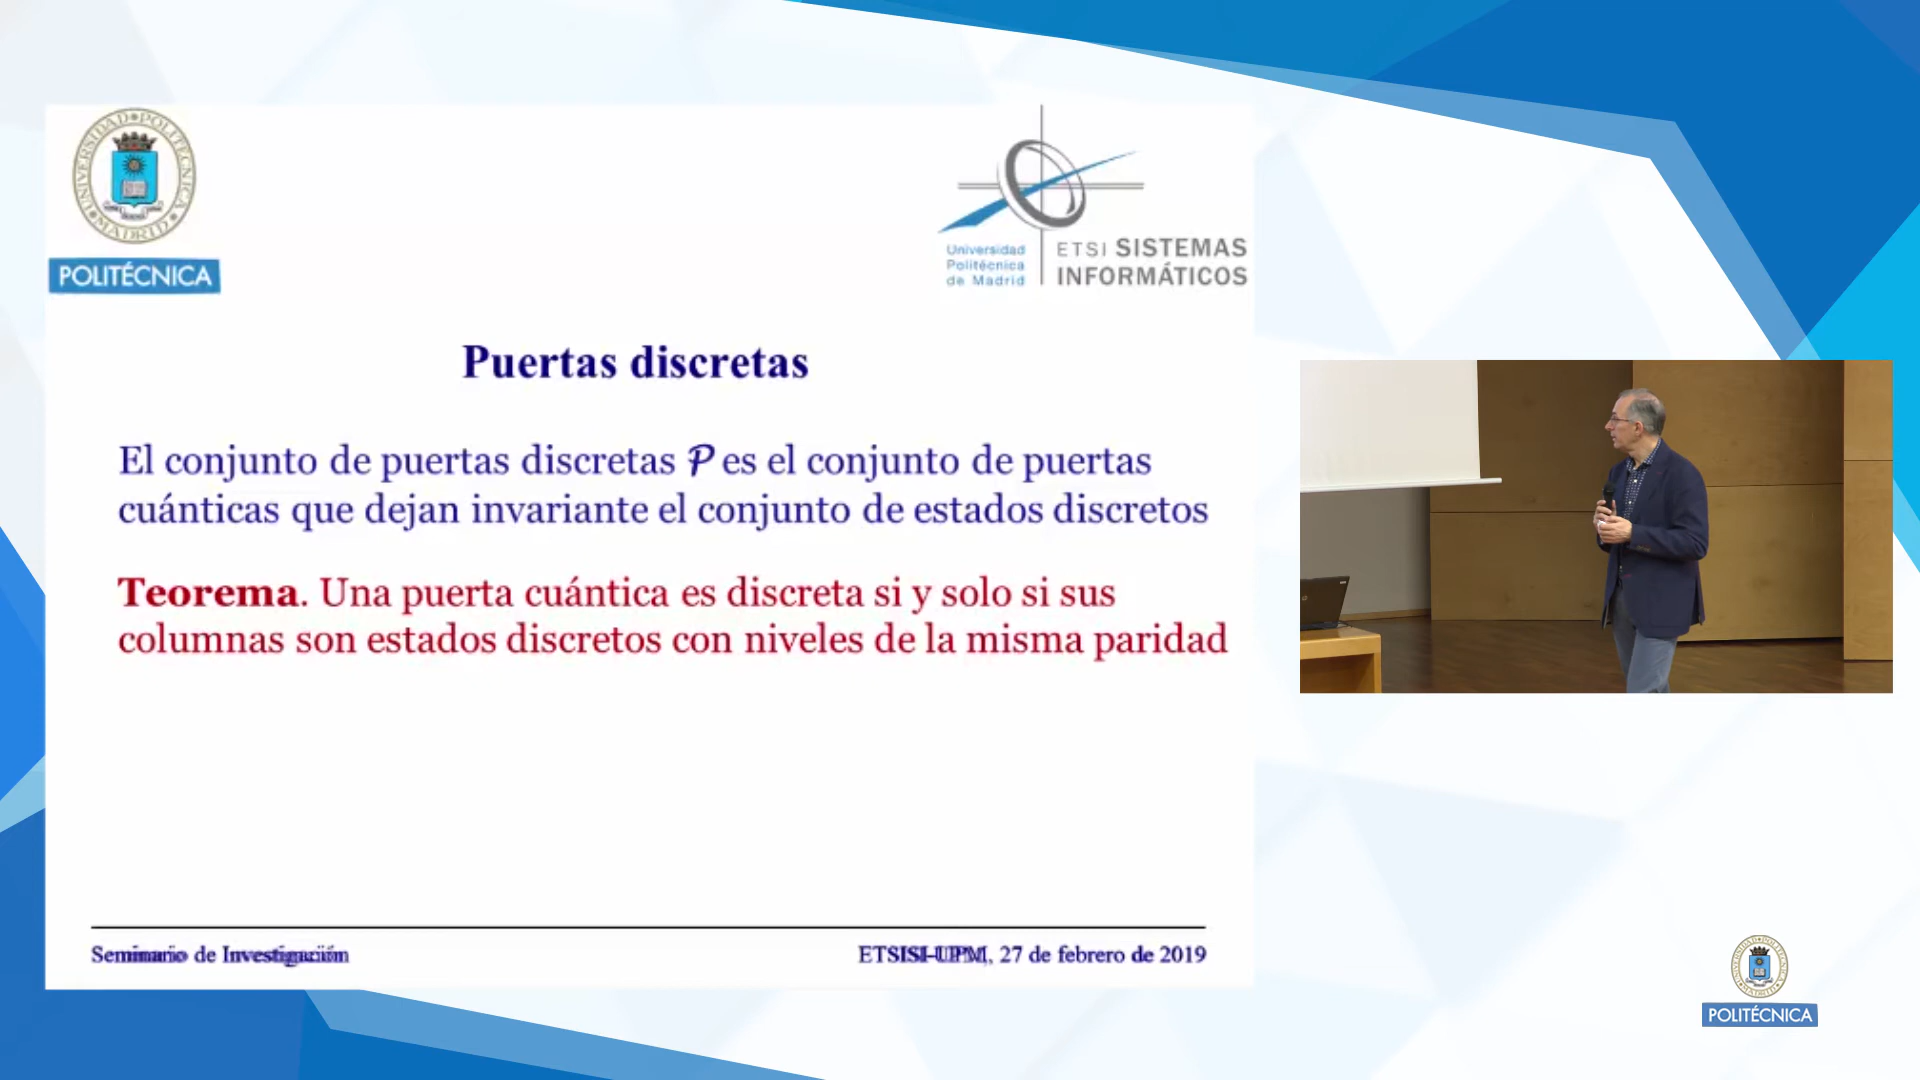 UNIVERSIDAD POLITÉCNICA
MADRID
POLITÉCNICA
Universidad
Politécnica
de Madrid
ETSI SISTEMAS
INFORMÁTICOS
Puertas discretas
El conjunto de puertas discretas 𝒫 es el conjunto de puertas
cuánticas que dejan invariante el conjunto de estados discretos
Teorema. Una puerta cuántica es discreta si y solo si sus
columnas son estados discretos con niveles de la misma paridad
Seminario de Investigación
ETSISI-UPM, 27 de febrero de 2019
POLITÉCNICA